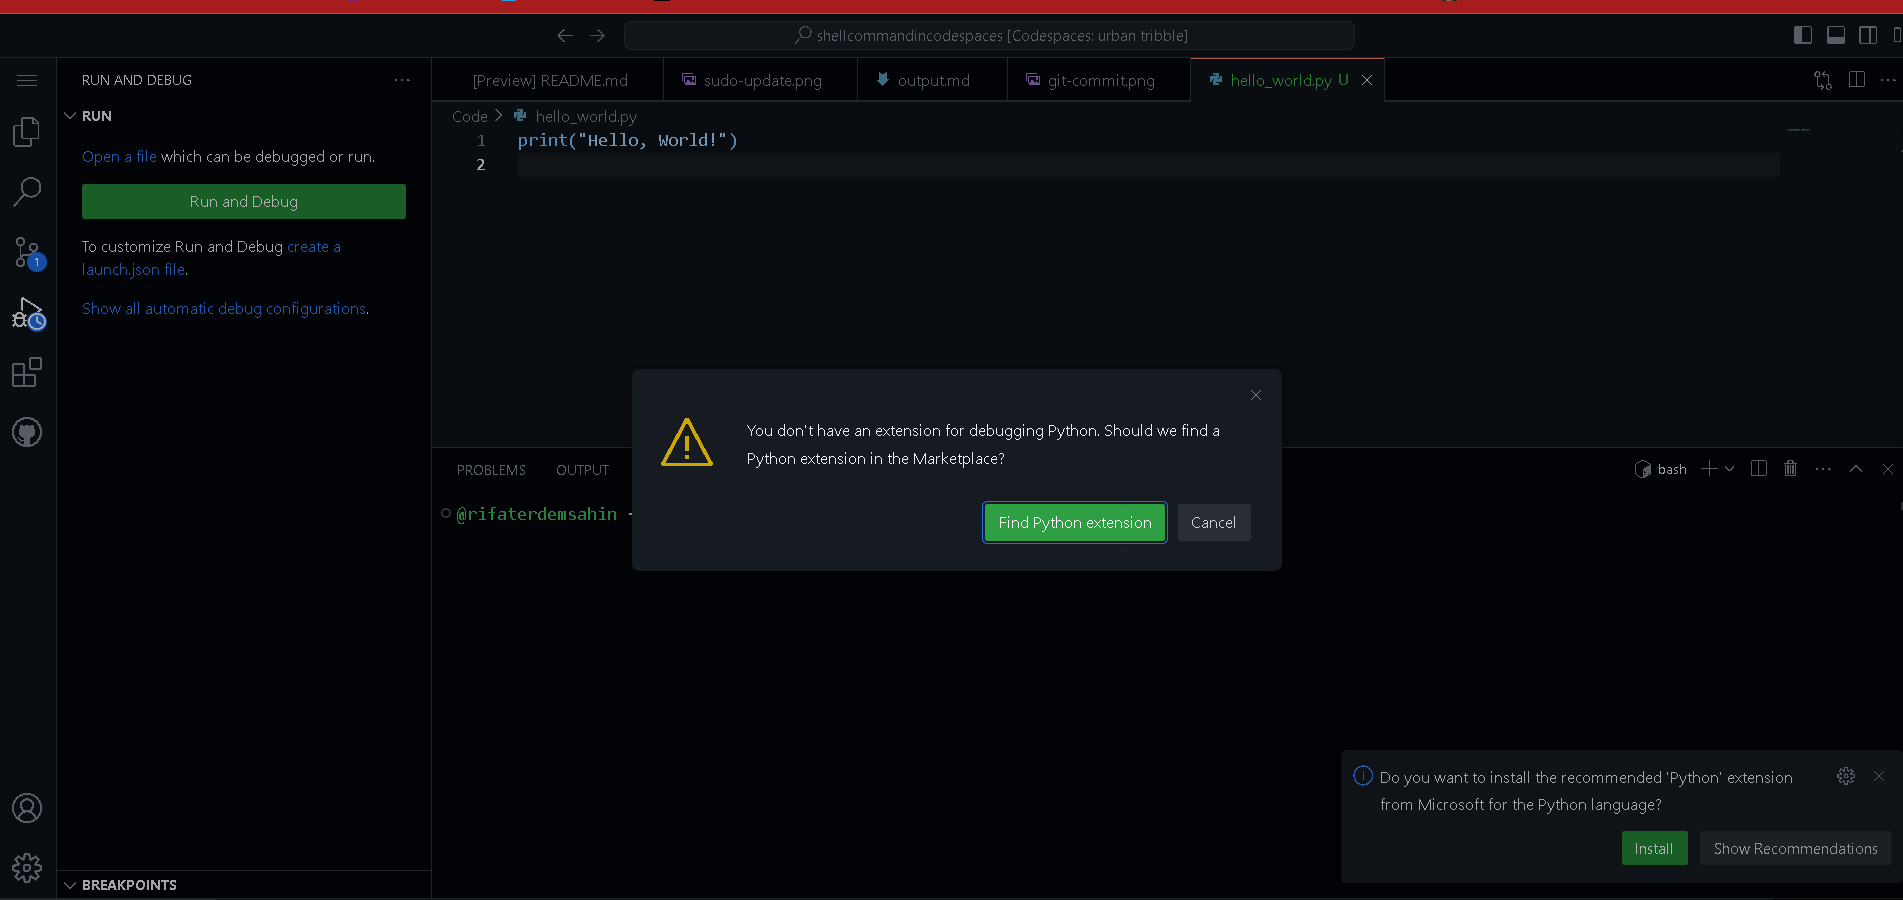 shellcommandincodespaces [Codespaces: urban tribble]
RUN AND DEBUG
[Preview] README.md
sudo-update.png
output.md
git-commit.png
hello_world.py U
RUN
Open a file which can be debugged or run.
Run and Debug
To customize Run and Debug create a
launch.json file.
Show all automatic debug configurations.
1
Code > hello_world.py
1 print("Hello, World!")
2
You don't have an extension for debugging Python. Should we find a
Python extension in the Marketplace?
Find Python extension
Cancel
PROBLEMS
OUTPUT
bash
@rifaterdemsahin
Do you want to install the recommended 'Python' extension
from Microsoft for the Python language?
Install
Show Recommendations
BREAKPOINTS